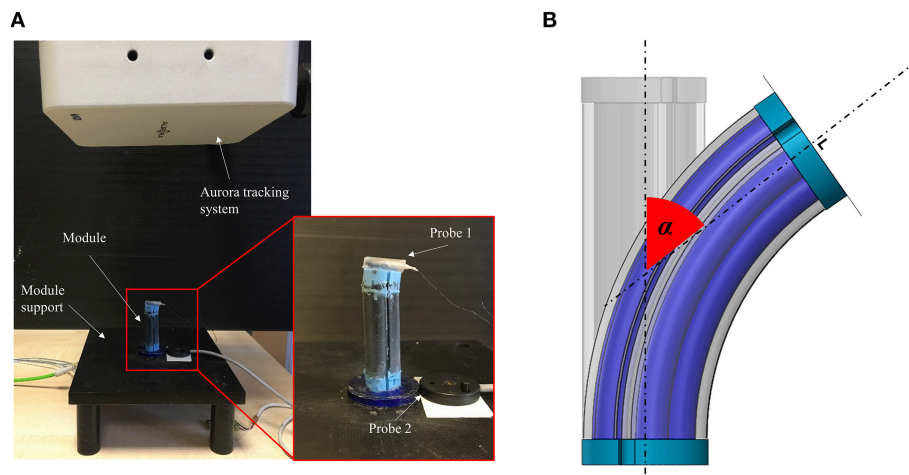 A
B
Aurora tracking
system
Module
Module
support
Probe 1
Probe 2
α